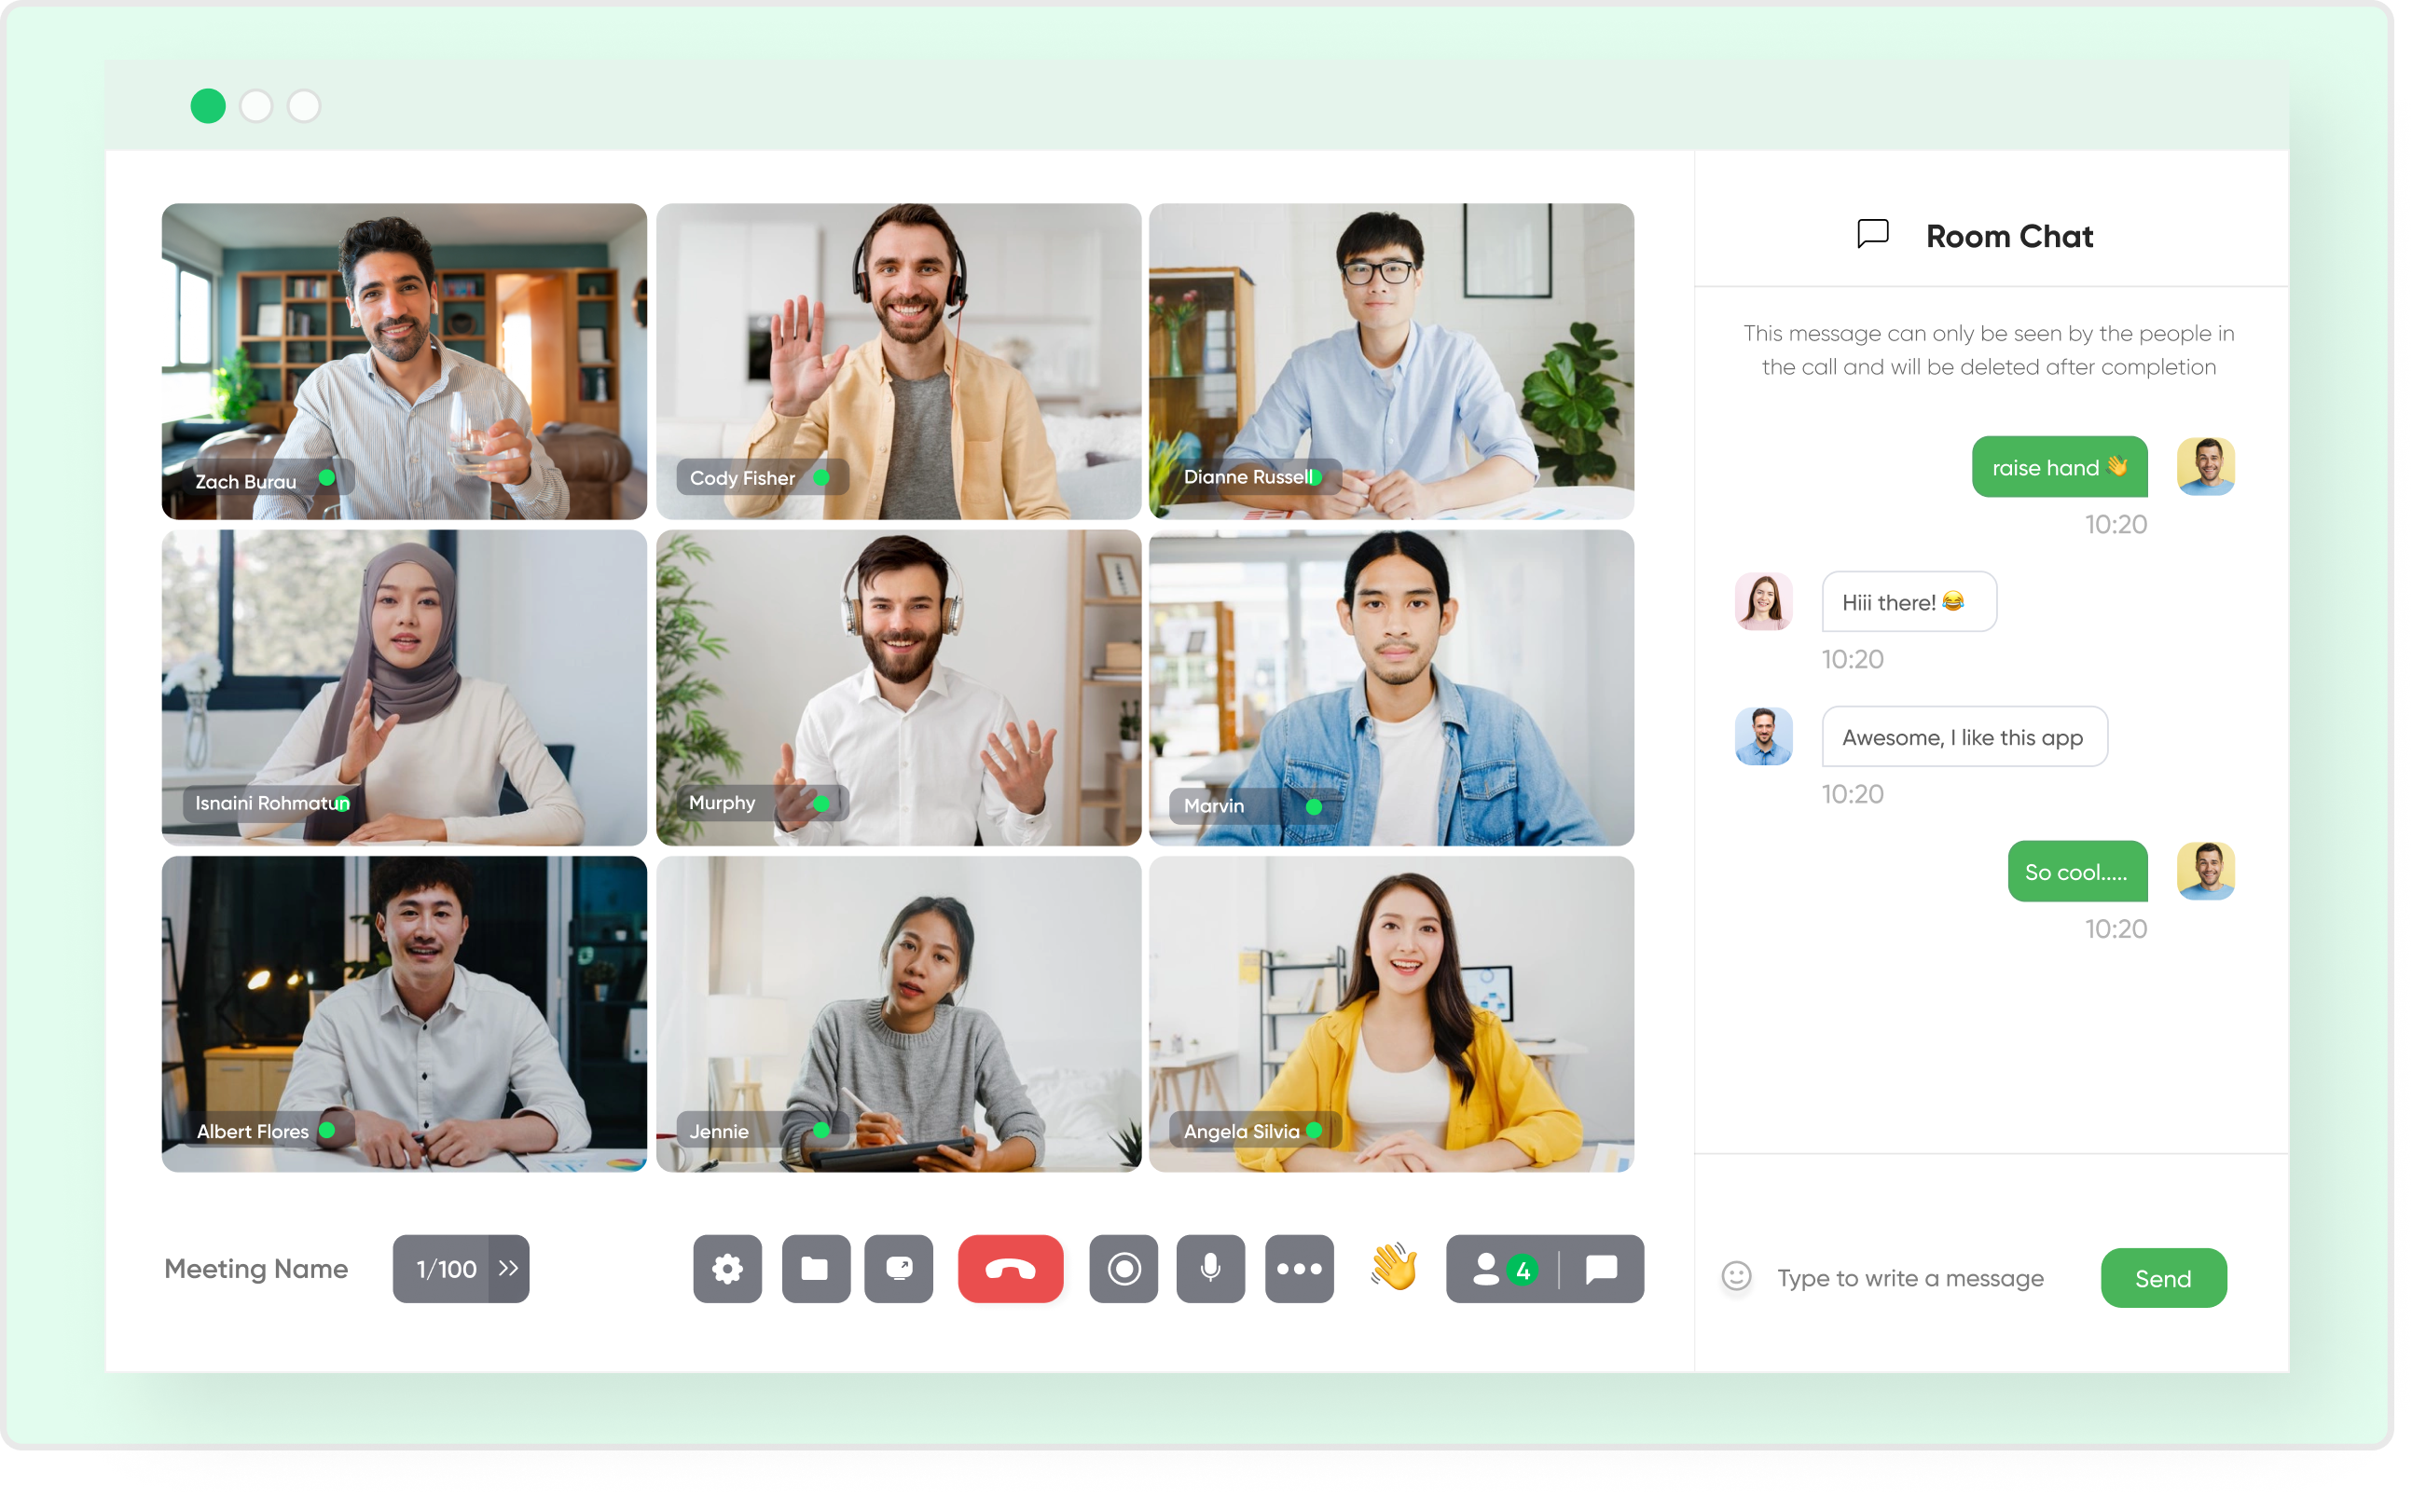 Zach Burau
Cody Fisher
Dianne Russell
Isnaini Rohmatun
Murphy
Marvin
Albert Flores
Jennie
Angela Silvia
Meeting Name
1/100
4
Room Chat
This message can only be seen by the people in
the call and will be deleted after completion
raise hand 👋
10:20
Hiii there! 😂
10:20
Awesome, I like this app
10:20
So cool.....
10:20
Type to write a message
Send